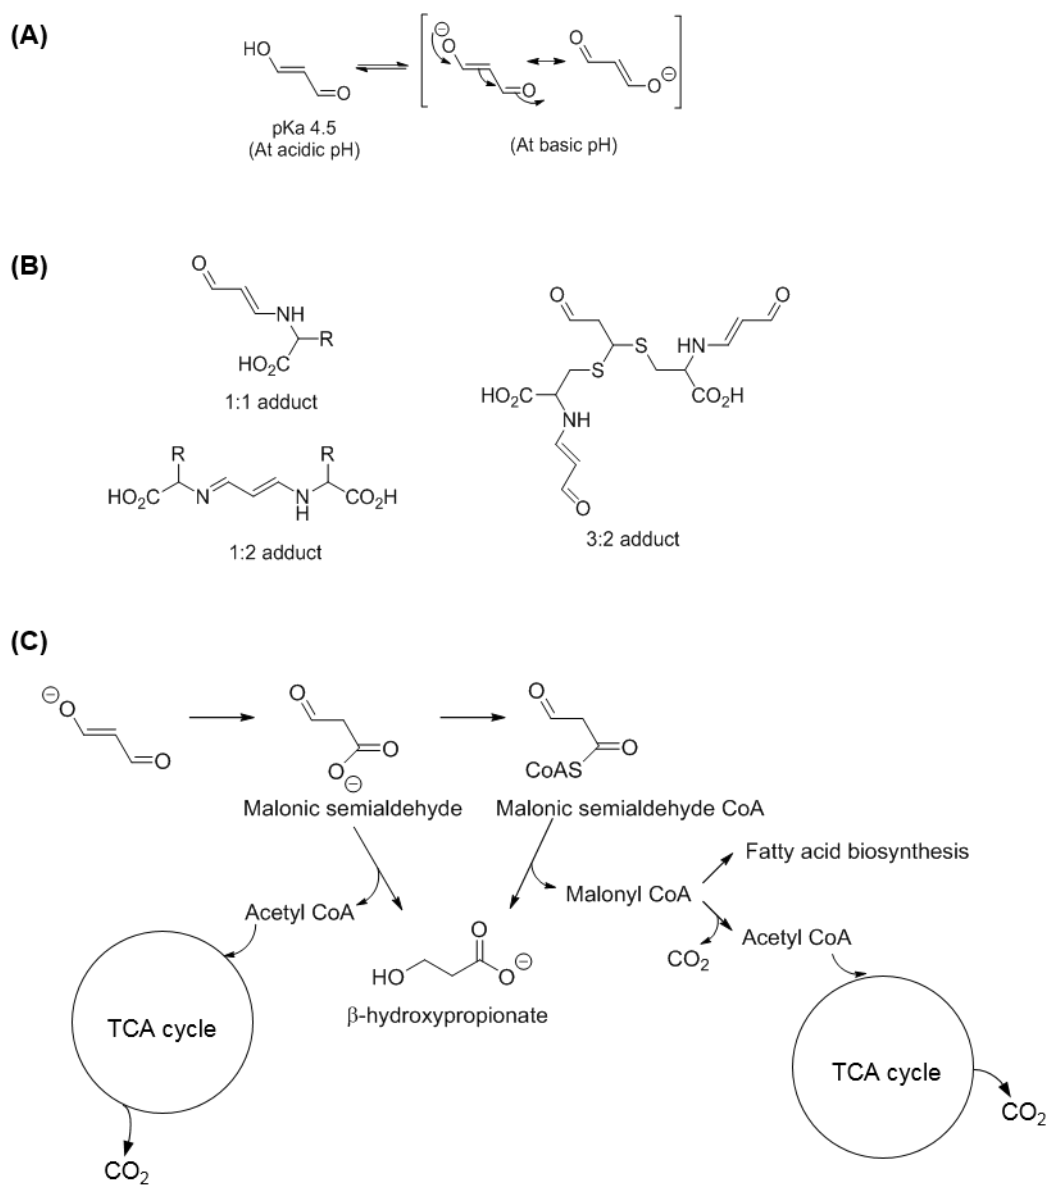 (A)
HO
O
⊖
O
O
O
O⊖
pKa 4.5
(At acidic pH)
(At basic pH)
(B)
O
NH
R
HO₂C
1:1 adduct
R
R
HO₂C
N
N
H
CO₂H
1:2 adduct
O
O
S
HN
S
HO₂C
CO₂H
NH
O
3:2 adduct
(C)
⊖
O
O
O
O
O
⊖
O
O
CoAS
Malonic semialdehyde
Malonic semialdehyde CoA
Fatty acid biosynthesis
Malonyl CoA
Acetyl CoA
Acetyl CoA
CO₂
O
HO
O⊖
β-hydroxypropionate
TCA cycle
TCA cycle
CO₂
CO₂